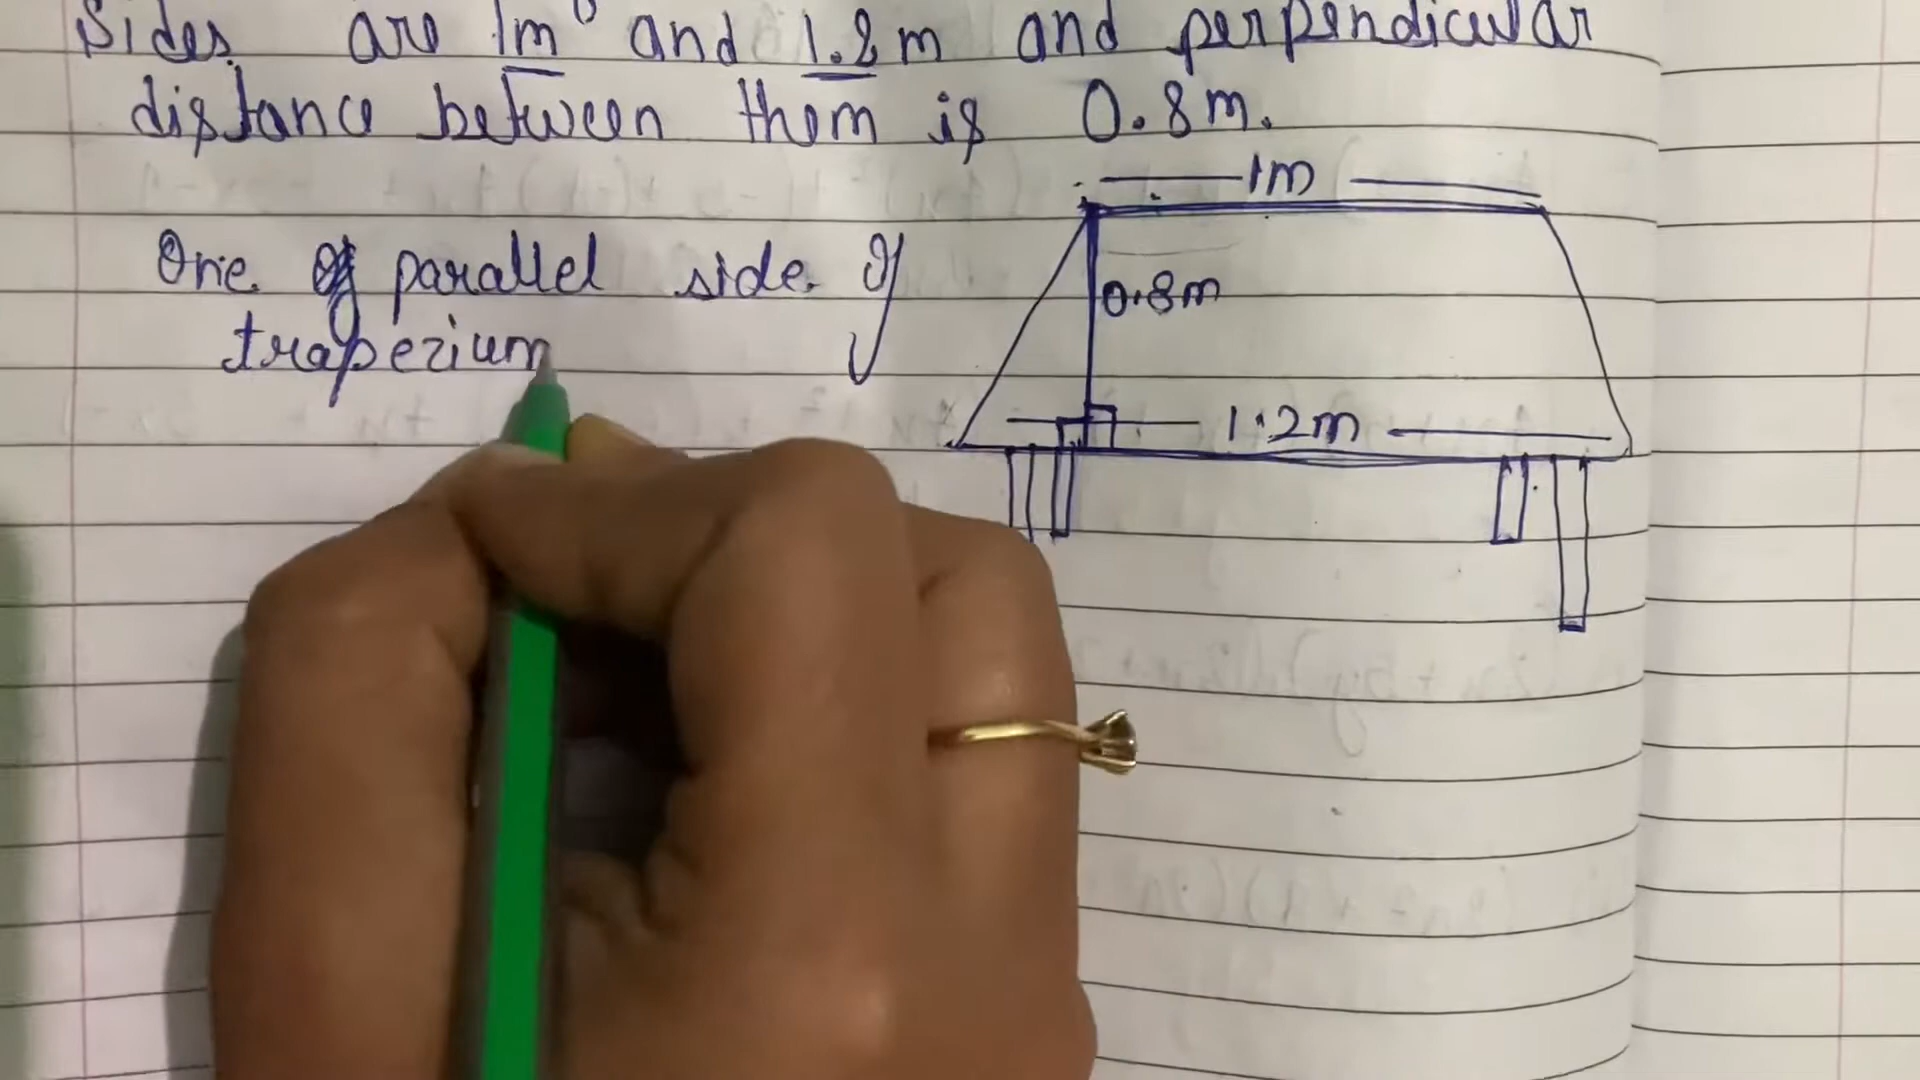 Sides are 1m and 1.2m and perpendicular
distance between them is 0.8m.
1m
One of parallel side of
0.8m
trapezium
1.2m